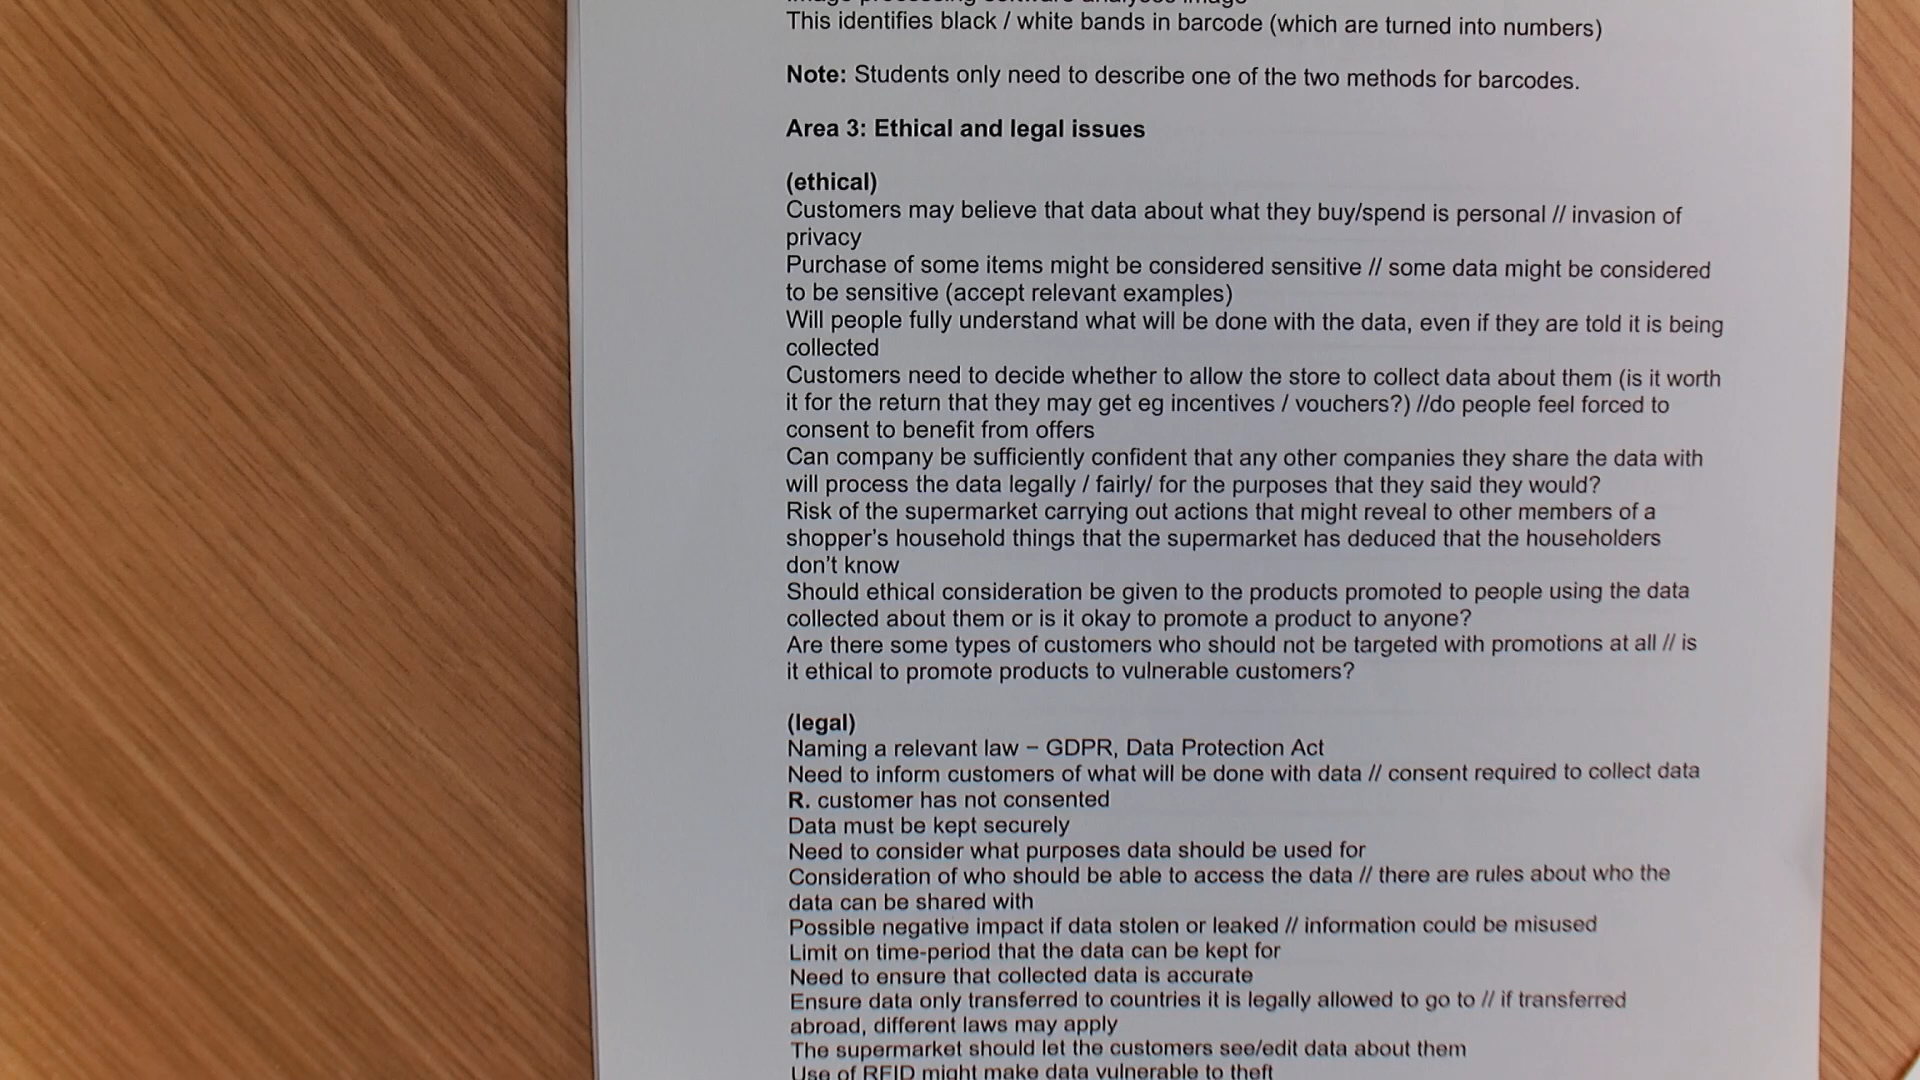 Image processing software analyses image
This identifies black / white bands in barcode (which are turned into numbers)
Note: Students only need to describe one of the two methods for barcodes.
Area 3: Ethical and legal issues
(ethical)
Customers may believe that data about what they buy/spend is personal // invasion of
privacy
Purchase of some items might be considered sensitive // some data might be considered
to be sensitive (accept relevant examples)
Will people fully understand what will be done with the data, even if they are told it is being
collected
Customers need to decide whether to allow the store to collect data about them (is it worth
it for the return that they may get eg incentives / vouchers?) //do people feel forced to
consent to benefit from offers
Can company be sufficiently confident that any other companies they share the data with
will process the data legally / fairly/ for the purposes that they said they would?
Risk of the supermarket carrying out actions that might reveal to other members of a
shopper's household things that the supermarket has deduced that the householders
don't know
Should ethical consideration be given to the products promoted to people using the data
collected about them or is it okay to promote a product to anyone?
Are there some types of customers who should not be targeted with promotions at all // is
it ethical to promote products to vulnerable customers?
(legal)
Naming a relevant law – GDPR, Data Protection Act
Need to inform customers of what will be done with data // consent required to collect data
R. customer has not consented
Data must be kept securely
Need to consider what purposes data should be used for
Consideration of who should be able to access the data // there are rules about who the
data can be shared with
Possible negative impact if data stolen or leaked // information could be misused
Limit on time-period that the data can be kept for
Need to ensure that collected data is accurate
Ensure data only transferred to countries it is legally allowed to go to // if transferred
abroad, different laws may apply
The supermarket should let the customers see/edit data about them
Use of RFID might make data vulnerable to theft